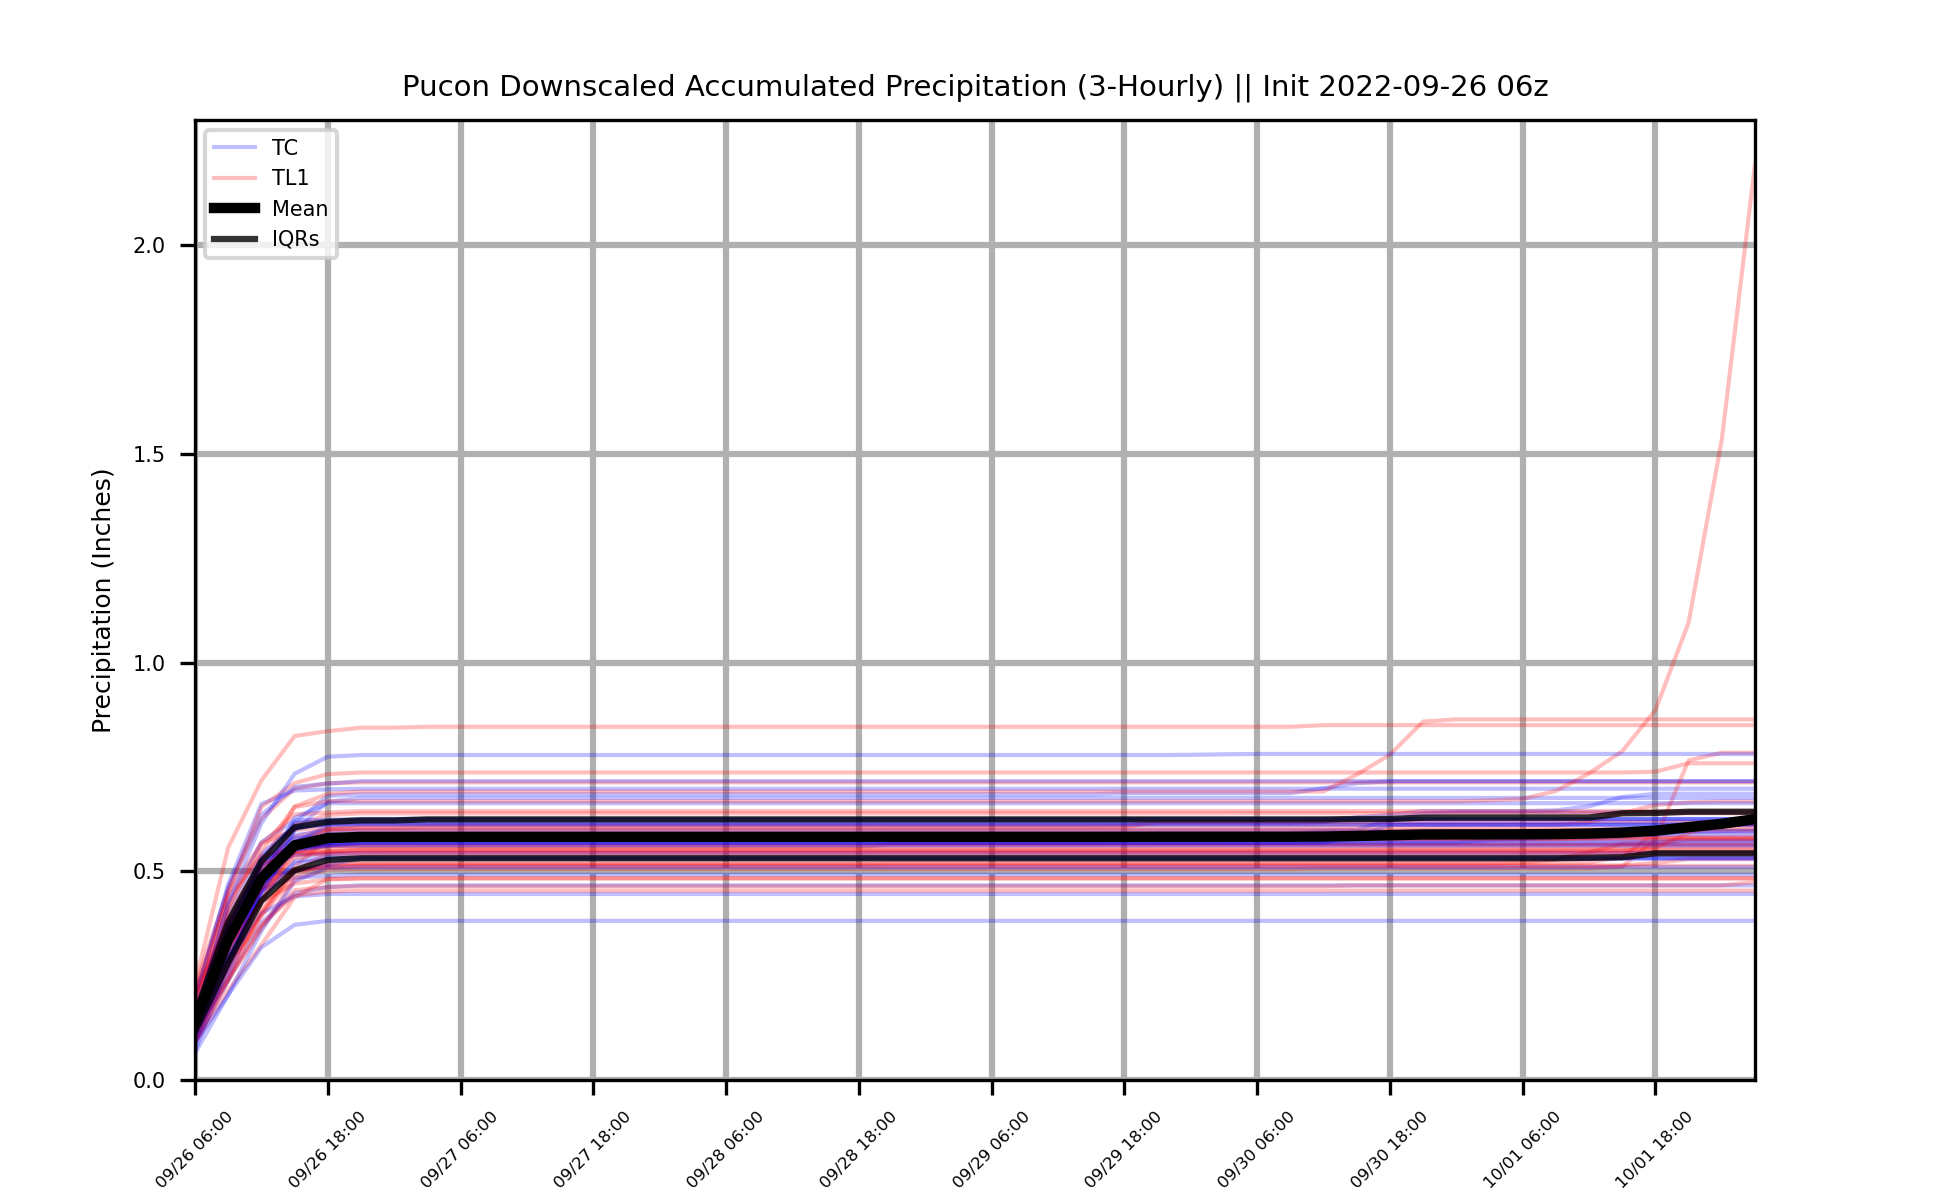 Pucon Downscaled Accumulated Precipitation (3-Hourly) || Init 2022-09-26 06z
TC
TL1
Mean
IQRs
Precipitation (Inches)
2.0
1.5
1.0
0.5
0.0
09/26 06:00
09/26 18:00
09/27 06:00
09/27 18:00
09/28 06:00
09/28 18:00
09/29 06:00
09/29 18:00
09/30 06:00
09/30 18:00
10/01 06:00
10/01 18:00